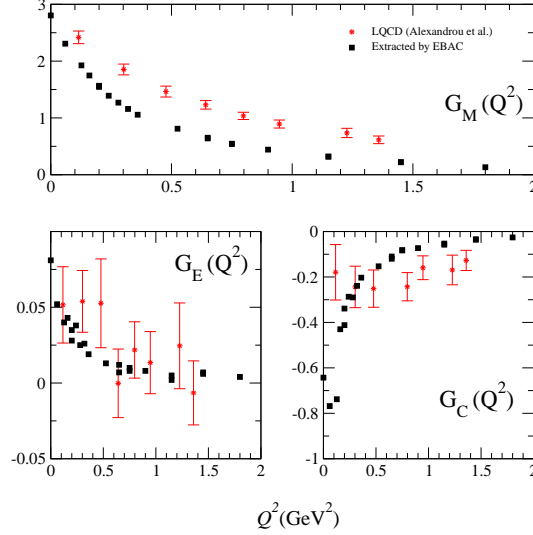 3
2
1
0
LQCD (Alexandrou et al.)
Extracted by EBAC
G_M(Q^2)
0 0.5 1 1.5 2
G_E(Q^2)
0.05
0
-0.05
0 0.5 1 1.5 2
0
-0.2
-0.4
-0.6
-0.8
-1
G_C(Q^2)
0 0.5 1 1.5 2
Q^2(GeV^2)